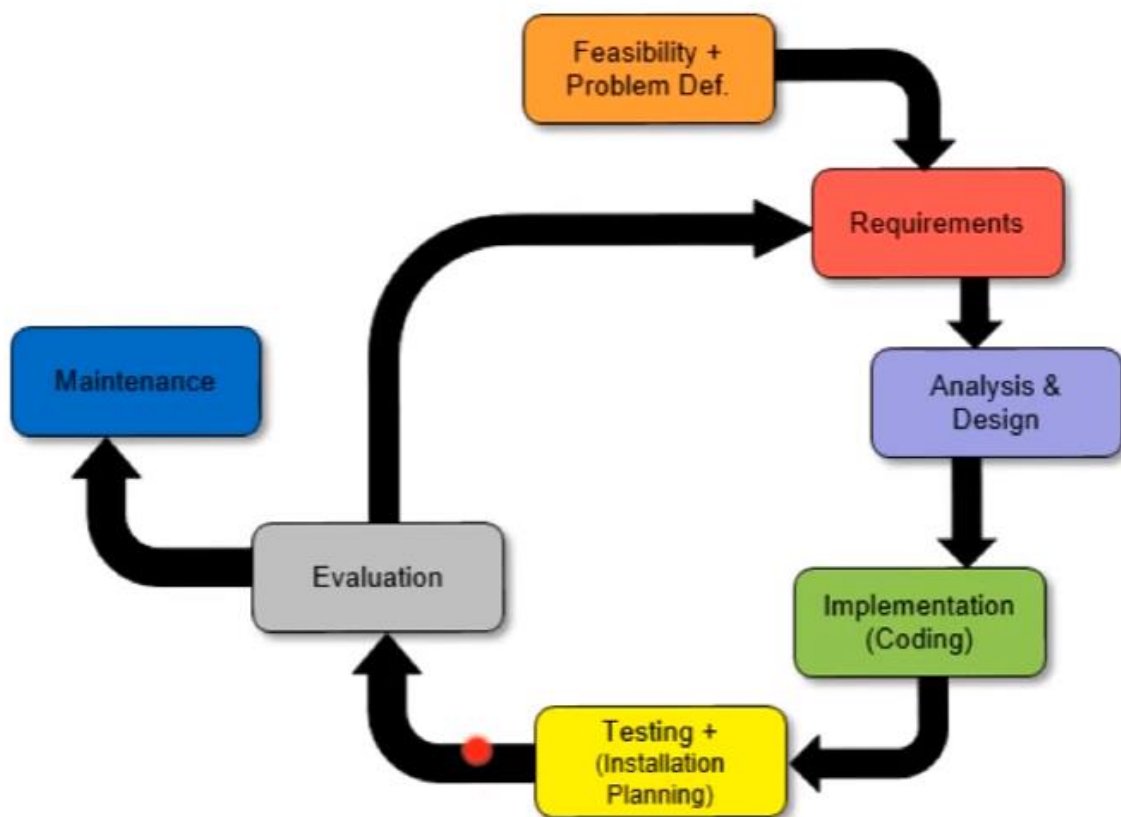 Feasibility +
Problem Def.
Requirements
Analysis &
Design
Implementation
(Coding)
Testing +
(Installation
Planning)
Evaluation
Maintenance